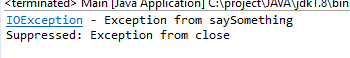 <terminated> Main [Java Application] C:\project\JAVA\jdk1.8\bin
IOException - Exception from saySomething
Suppressed: Exception from close